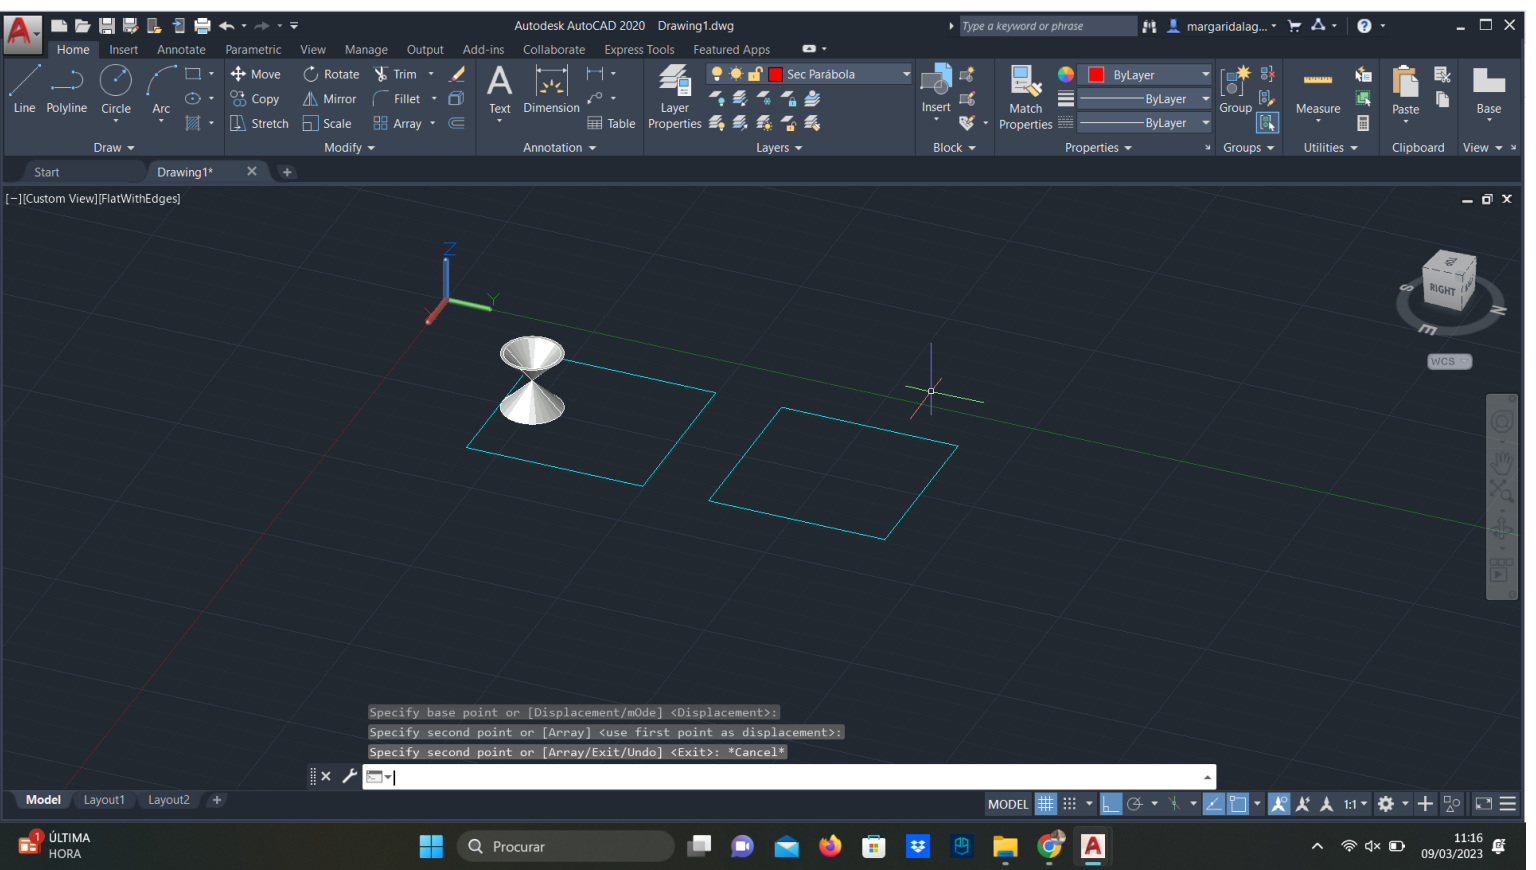 Autodesk AutoCAD 2020 Drawing1.dwg
Type a keyword or phrase
margaridalag...
Home Insert Annotate Parametric View Manage Output Add-ins Collaborate Express Tools Featured Apps
Line Polyline Circle Arc
Move Rotate Trim
Copy Mirror Fillet
Stretch Scale Array
Text Dimension Table
Layer Properties
Sec Parábola
Insert
Match Properties
ByLayer
ByLayer
ByLayer
Group
Measure
Paste
Base
Draw Modify Annotation Layers Block Properties Groups Utilities Clipboard View
Start Drawing1*
[−][Custom View][FlatWithEdges]
Z
Y
X
TOP
RIGHT
S
N
E
WCS
Specify base point or [Displacement/mOde] <Displacement>:
Specify second point or [Array] <use first point as displacement>:
Specify second point or [Array/Exit/Undo] <Exit>: *Cancel*
Model Layout1 Layout2 +
MODEL 1:1
1
ÚLTIMA
HORA
Procurar
11:16
09/03/2023